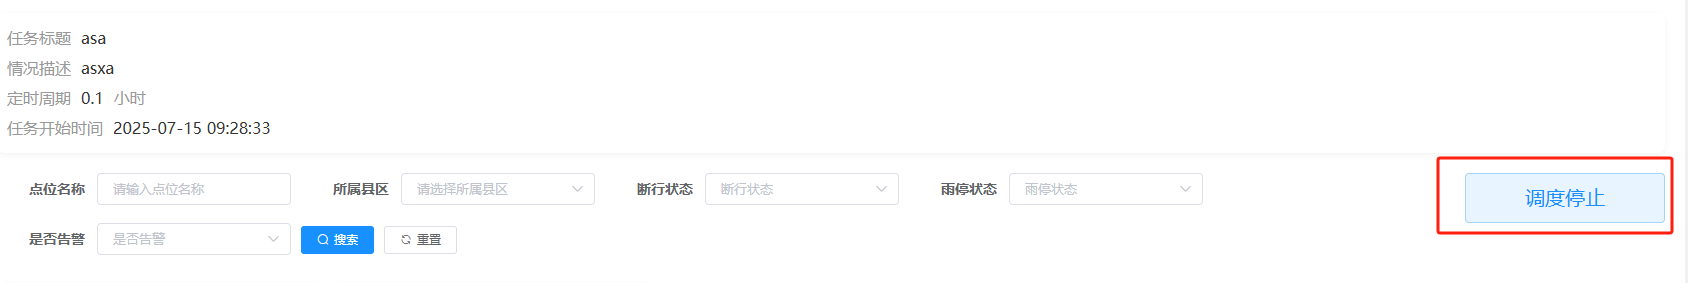 任务标题 asa
情况描述 asxa
定时周期 0.1 小时
任务开始时间 2025-07-15 09:28:33
点位名称 请输入点位名称 所属县区 请选择所属县区 断行状态 断行状态 雨停状态 雨停状态 调度停止
是否告警 是否告警 搜索 重置